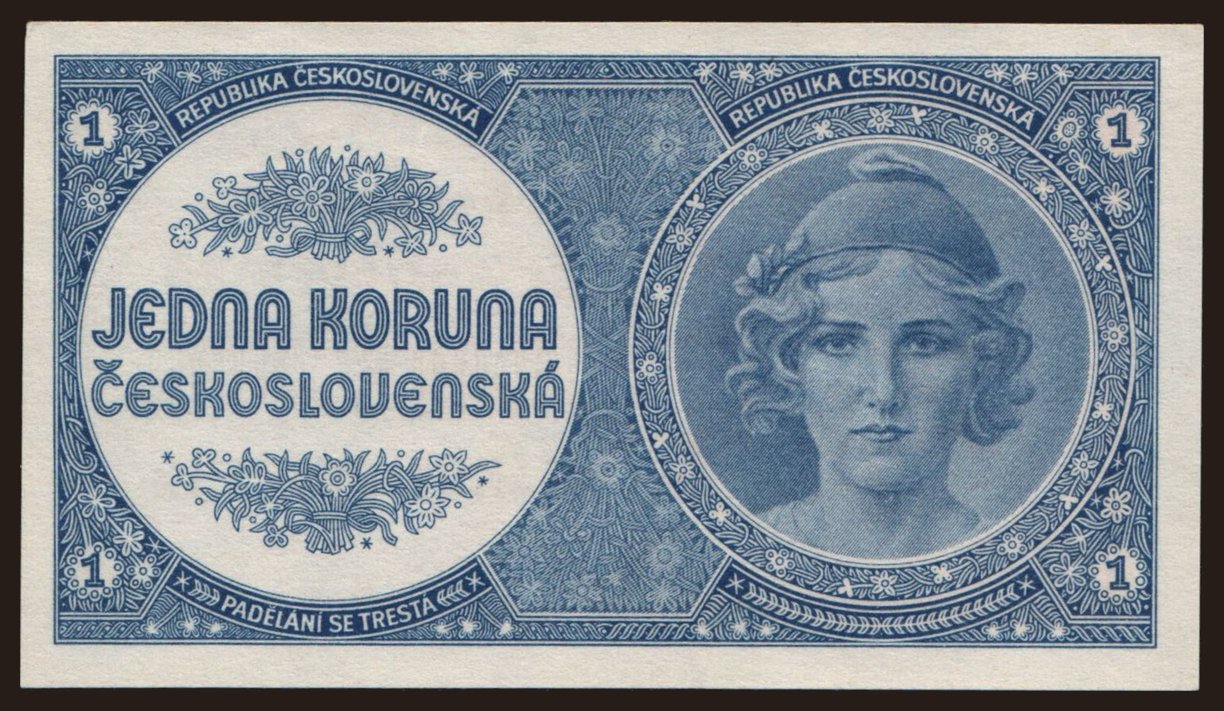 REPUBLIKA ČESKOSLOVENSKÁ
REPUBLIKA ČESKOSLOVENSKÁ
1
1
JEDNA KORUNA
ČESKOSLOVENSKÁ
1
1
PADĚLÁNÍ SE TRESTÁ